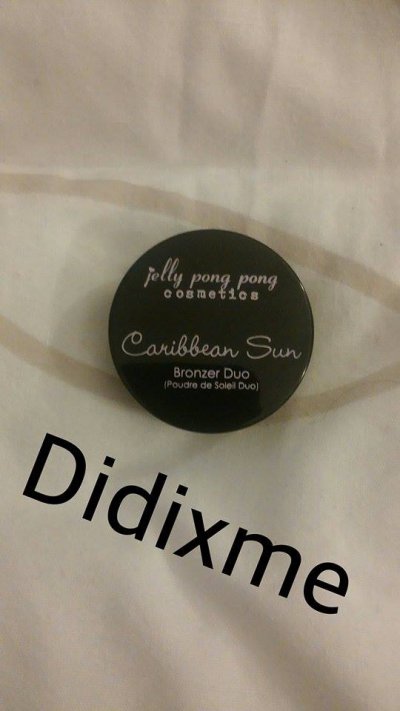 jelly pong pong
cosmetics
Caribbean Sun
Bronzer Duo
(Poudre de Soleil Duo)
Didixme